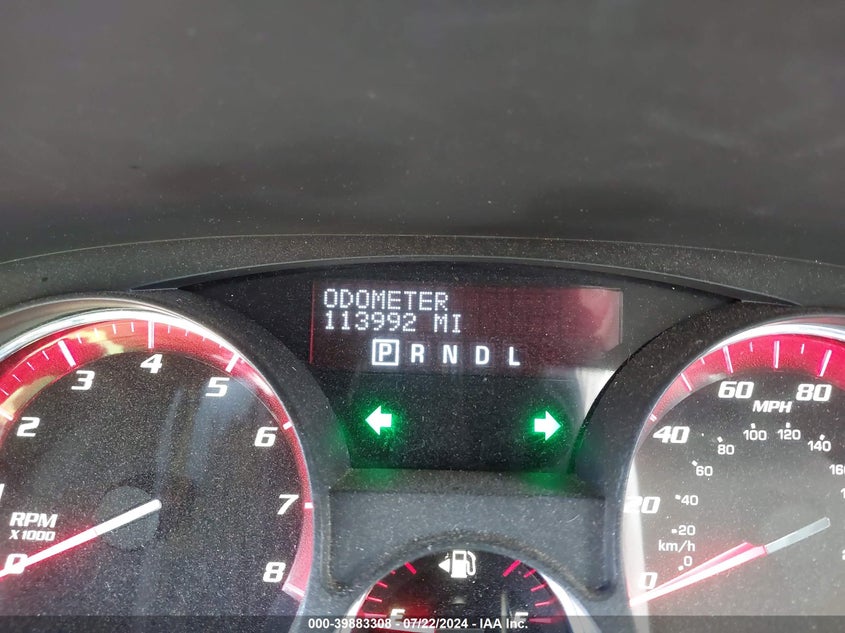 ODOMETER
113992 MI
P R N D L
2 3 4 5 6 7 8
RPM
X1000
0
0 20 40 60 80
MPH
0 20 40 60 80 100 120 140
km/h
000-39883308 - 07/22/2024 - IAA Inc.